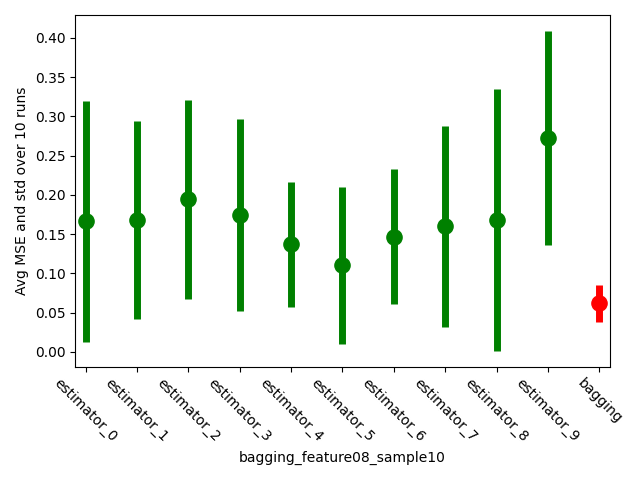 Avg MSE and std over 10 runs
0.40
0.35
0.30
0.25
0.20
0.15
0.10
0.05
0.00
estimator_0
estimator_1
estimator_2
estimator_3
estimator_4
estimator_5
estimator_6
estimator_7
estimator_8
estimator_9
bagging
bagging_feature08_sample10